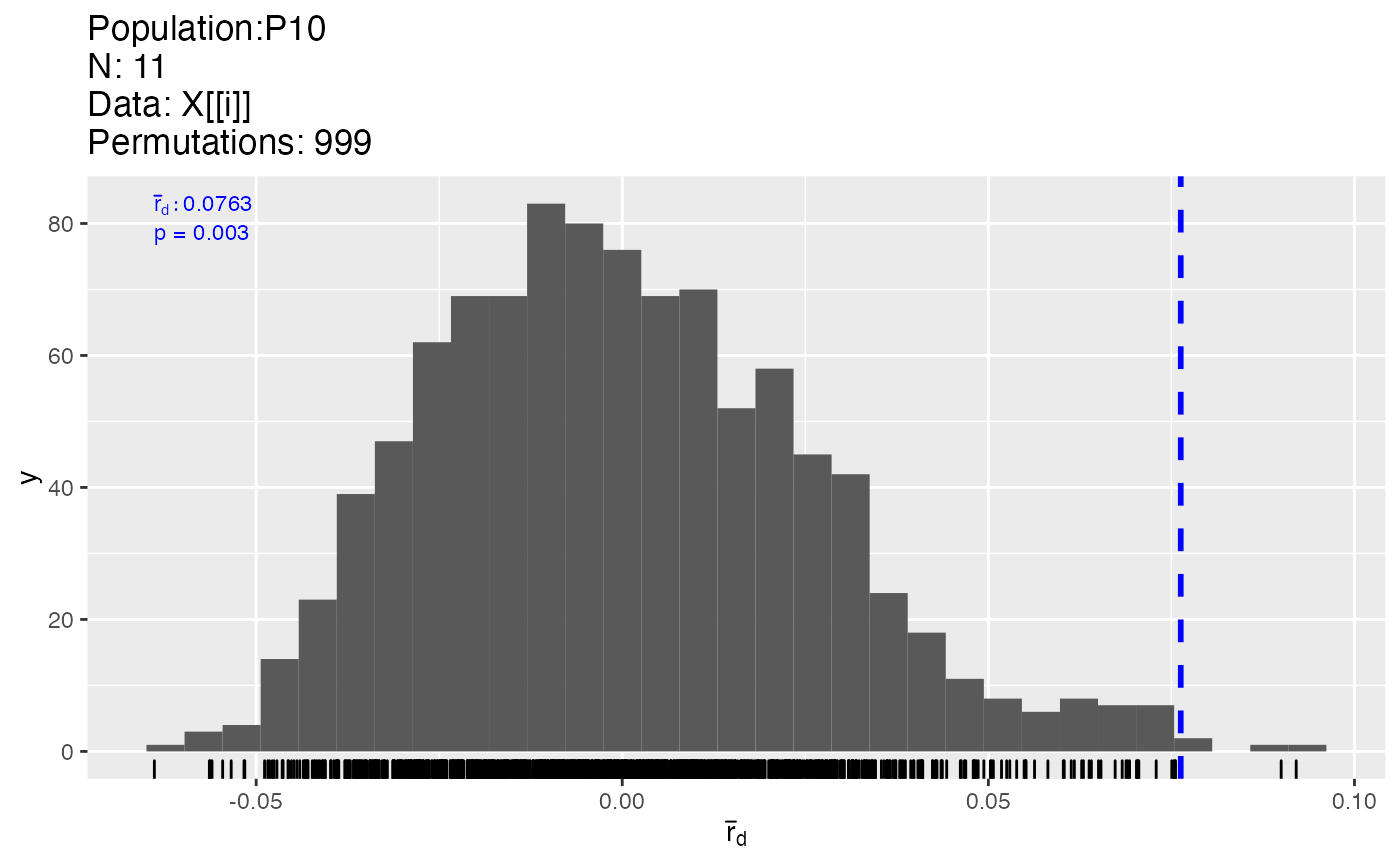 Population:P10
N: 11
Data: X[[i]]
Permutations: 999
r̄d : 0.0763
p = 0.003
80
60
40
20
0
y
-0.05 0.00 0.05 0.10
r̄d